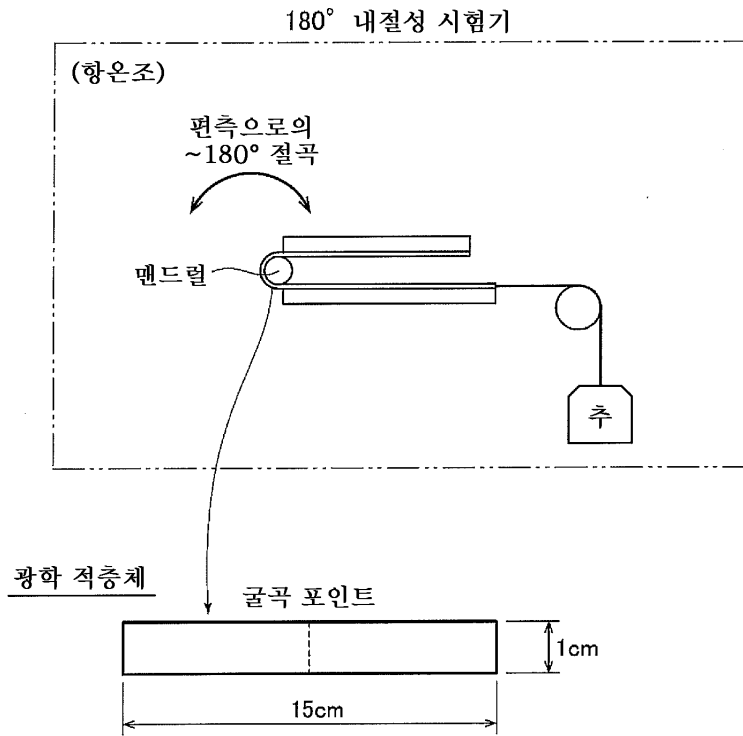 180° 내절성 시험기
(항온조)
편측으로의
~180° 절곡
맨드럴
추
광학 적층체
굴곡 포인트
1cm
15cm